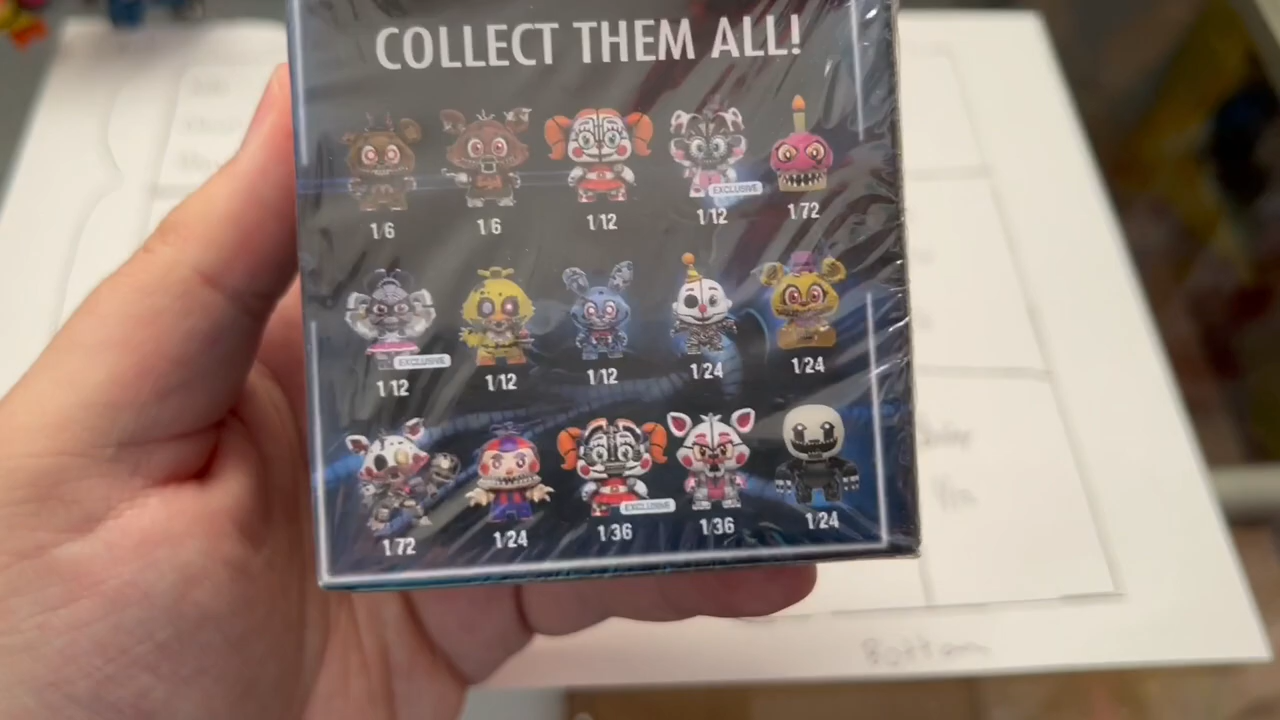 COLLECT THEM ALL!
EXCLUSIVE
1/6 1/6 1/12 1/12 1/72
EXCLUSIVE
1/12 1/12 1/12 1/24 1/24
EXCLUSIVE
1/72 1/24 1/36 1/36 1/24
Bottom